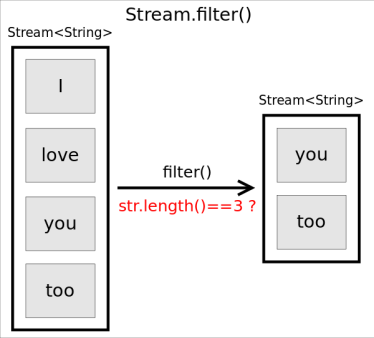 Stream.filter()
Stream<String>
I
love
you
too
filter()
str.length()==3 ?
Stream<String>
you
too